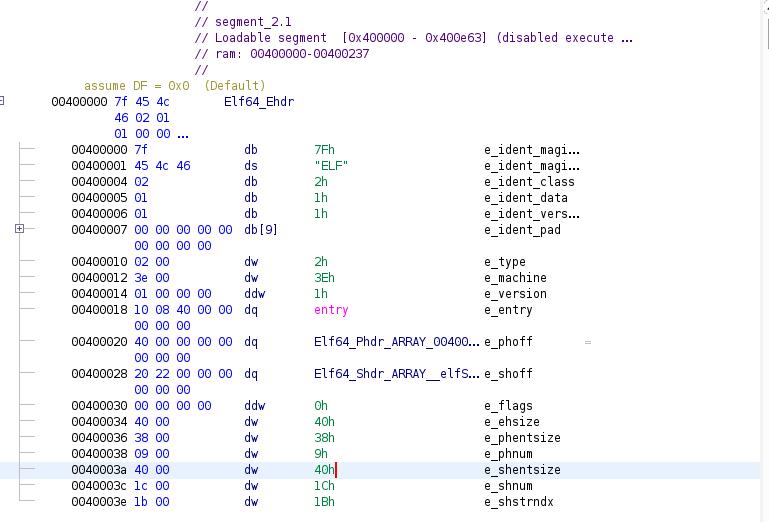 //
// segment_2.1
// Loadable segment  [0x400000 - 0x400e63] (disabled execute ...
// ram: 00400000-00400237
//
assume DF = 0x0  (Default)
00400000 7f 45 4c Elf64_Ehdr
46 02 01
01 00 00 ...
00400000 7f db 7Fh e_ident_magi...
00400001 45 4c 46 ds "ELF" e_ident_magi...
00400004 02 db 2h e_ident_class
00400005 01 db 1h e_ident_data
00400006 01 db 1h e_ident_vers...
00400007 00 00 00 00 00 db[9] e_ident_pad
00 00 00 00
00400010 02 00 dw 2h e_type
00400012 3e 00 dw 3Eh e_machine
00400014 01 00 00 00 ddw 1h e_version
00400018 10 08 40 00 00 dq entry e_entry
00 00 00
00400020 40 00 00 00 00 dq Elf64_Phdr_ARRAY_00400... e_phoff =
00 00 00
00400028 20 22 00 00 00 dq Elf64_Shdr_ARRAY__elfS... e_shoff
00 00 00
00400030 00 00 00 00 ddw 0h e_flags
00400034 40 00 dw 40h e_ehsize
00400036 38 00 dw 38h e_phentsize
00400038 09 00 dw 9h e_phnum
0040003a 40 00 dw 40h e_shentsize
0040003c 1c 00 dw 1Ch e_shnum
0040003e 1b 00 dw 1Bh e_shstrndx